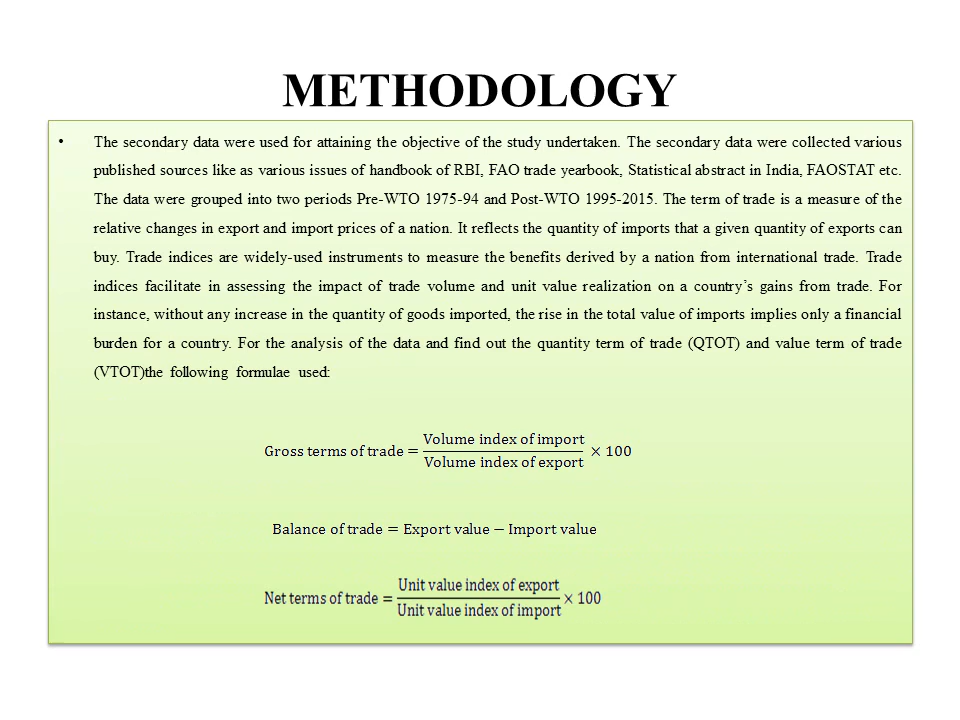 METHODOLOGY
• The secondary data were used for attaining the objective of the study undertaken. The secondary data were collected various
published sources like as various issues of handbook of RBI, FAO trade yearbook, Statistical abstract in India, FAOSTAT etc.
The data were grouped into two periods Pre-WTO 1975-94 and Post-WTO 1995-2015. The term of trade is a measure of the
relative changes in export and import prices of a nation. It reflects the quantity of imports that a given quantity of exports can
buy. Trade indices are widely-used instruments to measure the benefits derived by a nation from international trade. Trade
indices facilitate in assessing the impact of trade volume and unit value realization on a country’s gains from trade. For
instance, without any increase in the quantity of goods imported, the rise in the total value of imports implies only a financial
burden for a country. For the analysis of the data and find out the quantity term of trade (QTOT) and value term of trade
(VTOT)the following formulae used:
Gross terms of trade = Volume index of import / Volume index of export × 100
Balance of trade = Export value − Import value
Net terms of trade = Unit value index of export / Unit value index of import × 100